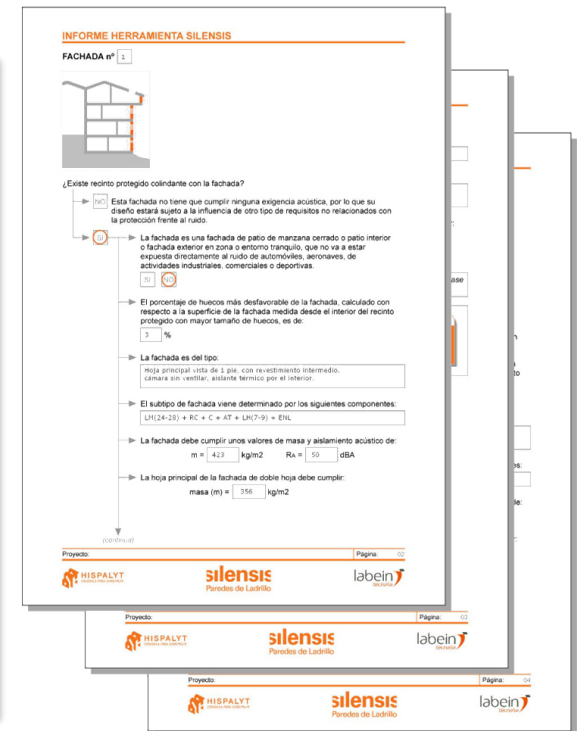 INFORME HERRAMIENTA SILENSIS
FACHADA nº 1
¿Existe recinto protegido colindante con la fachada?
NO Esta fachada no tiene que cumplir ninguna exigencia acústica, por lo que su
diseño estará sujeto a la influencia de otro tipo de requisitos no relacionados con
la protección frente al ruido.
SI La fachada es una fachada de patio de manzana cerrado o patio interior
o fachada exterior en zona o entorno tranquilo, que no va a estar
expuesta directamente al ruido de automóviles, aeronaves, de
actividades industriales, comerciales o deportivas.
SI NO
El porcentaje de huecos más desfavorable de la fachada, calculado con
respecto a la superficie de la fachada medida desde el interior del recinto
protegido con mayor tamaño de huecos, es de:
3 %
La fachada es del tipo:
Hoja principal vista de 1 pie, con revestimiento intermedio,
cámara sin ventilar, aislante térmico por el interior.
El subtipo de fachada viene determinado por los siguientes componentes:
LH(24-28) + RC + C + AT + LH(7-9) + ENL
La fachada debe cumplir unos valores de masa y aislamiento acústico de:
m = 423 kg/m2 RA = 50 dBA
La hoja principal de la fachada de doble hoja debe cumplir:
masa (m) = 356 kg/m2
(continua)
Proyecto: Página: 02
HISPALYT
silensis
Paredes de Ladrillo
labein
tecnalia
Proyecto: Página: 03
HISPALYT
silensis
Paredes de Ladrillo
labein
tecnalia
Proyecto: Página: 04
HISPALYT
silensis
Paredes de Ladrillo
labein
tecnalia